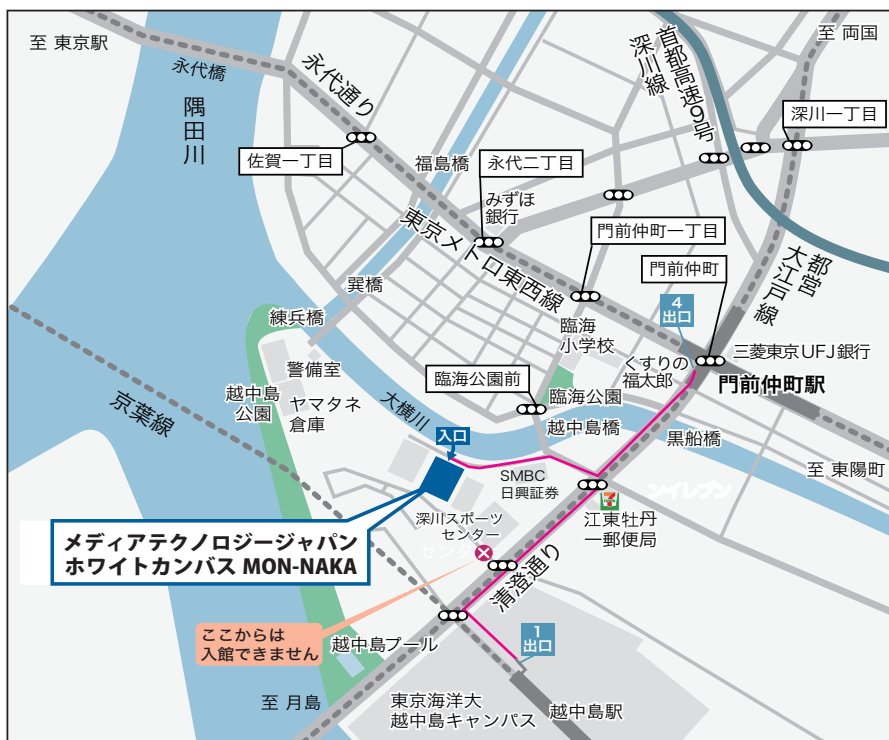 至 東京駅
永代橋
隅田川
永代通り
佐賀一丁目
福島橋
永代二丁目
みずほ
銀行
東京メトロ東西線
首都高速9号
深川線
至 両国
深川一丁目
門前仲町一丁目
門前仲町
都営
大江戸線
巽橋
練兵橋
臨海
小学校
4
出口
三菱東京UFJ銀行
くすりの
福太郎
門前仲町駅
警備室
越中島
公園
ヤマタネ
倉庫
臨海公園前
臨海公園
大横川
越中島橋
黒船橋
至 東陽町
京葉線
入口
SMBC
日興証券
ソイレブン
江東牡丹
一郵便局
深川スポーツ
センター
センター
メディアテクノロジージャパン
ホワイトカンバス MON-NAKA
清澄通り
ここからは
入館できません
越中島プール
1
出口
至 月島
東京海洋大
越中島キャンパス
越中島駅